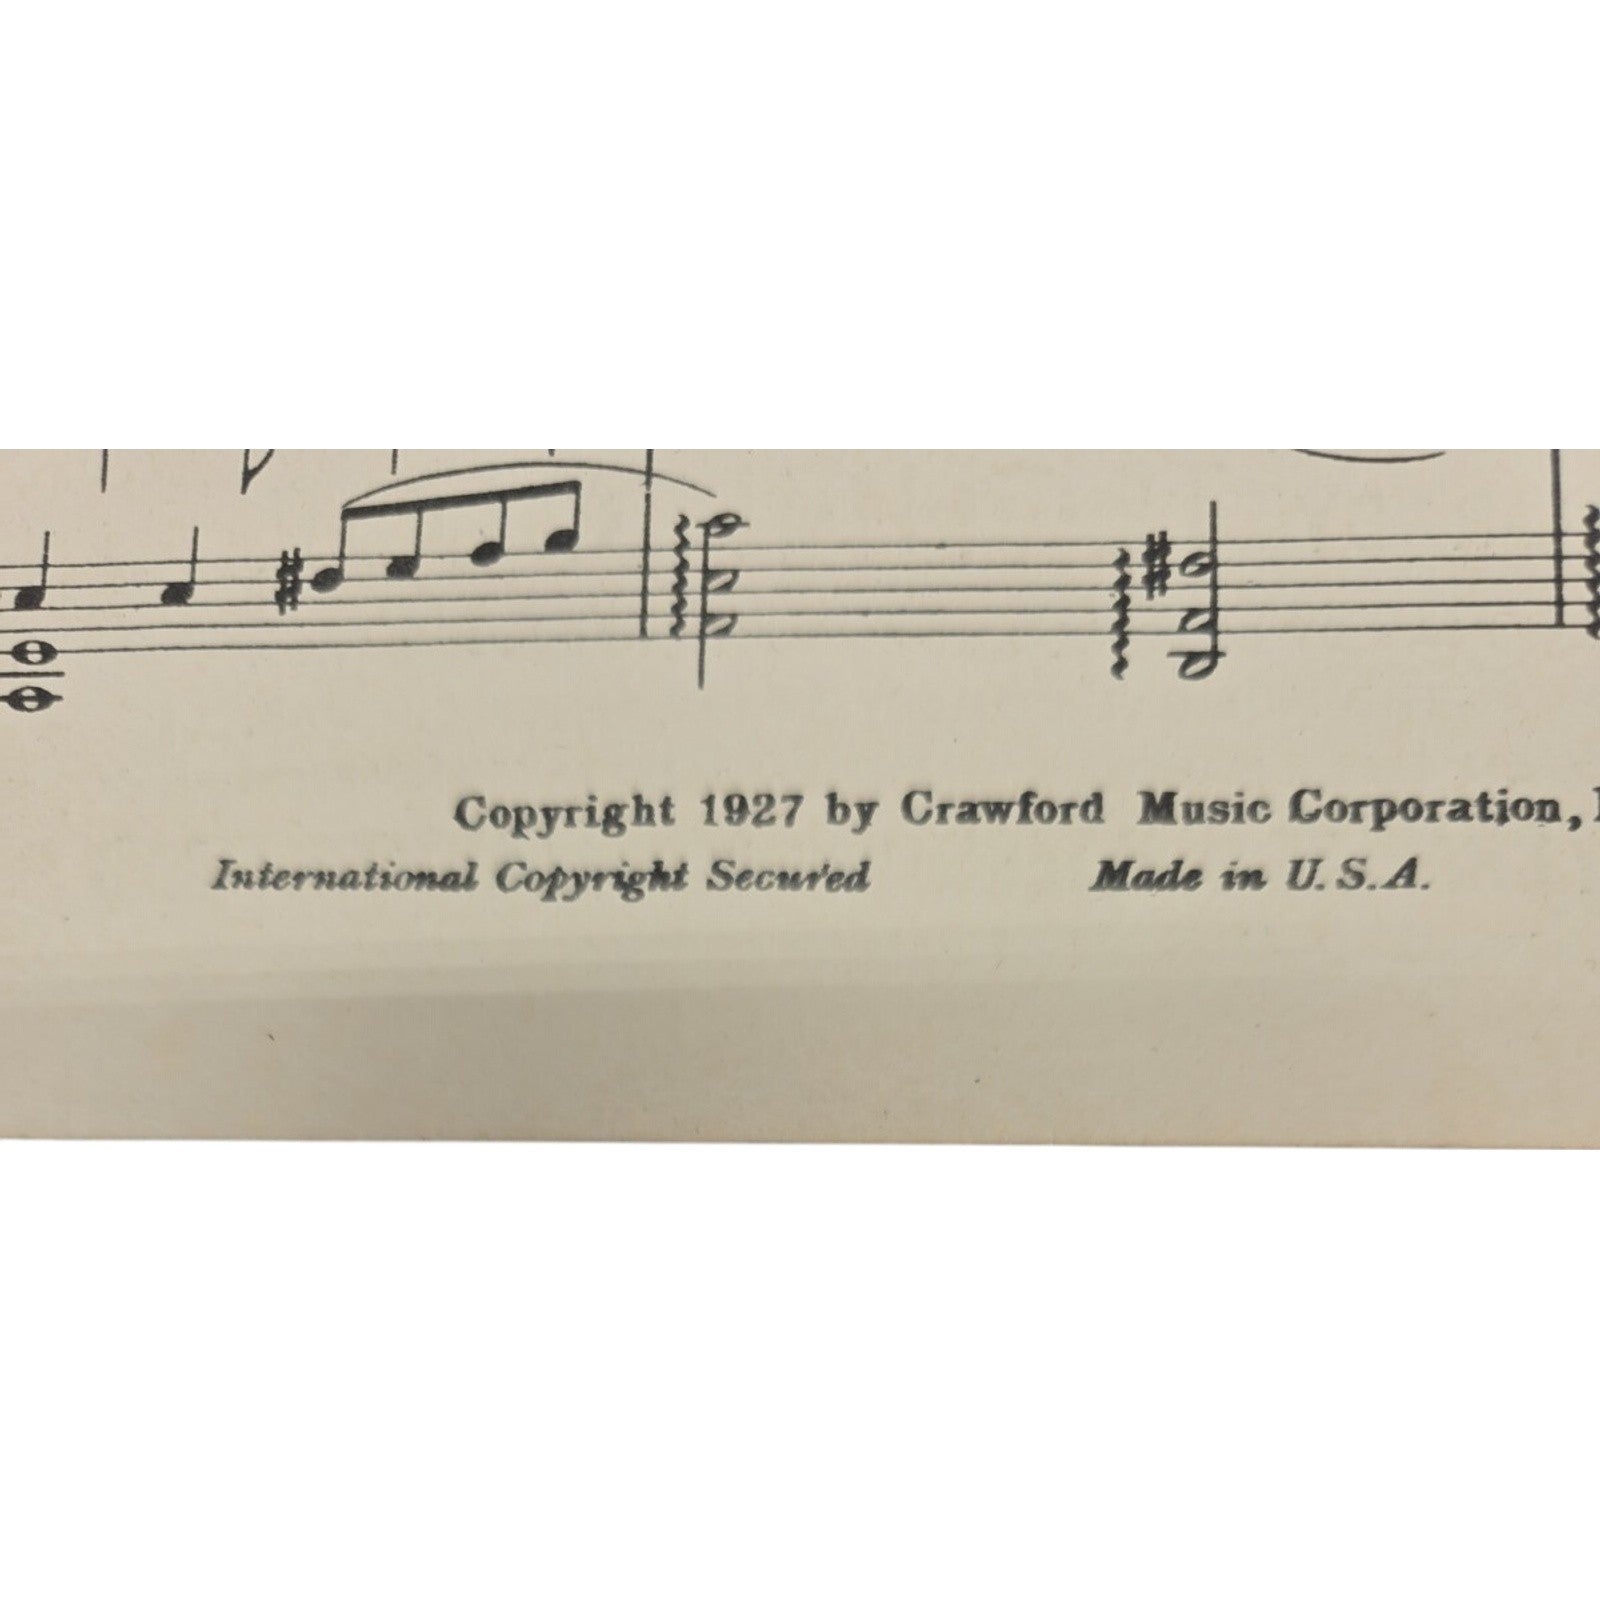 Copyright 1927 by Crawford Music Corporation,
International Copyright Secured Made in U.S.A.